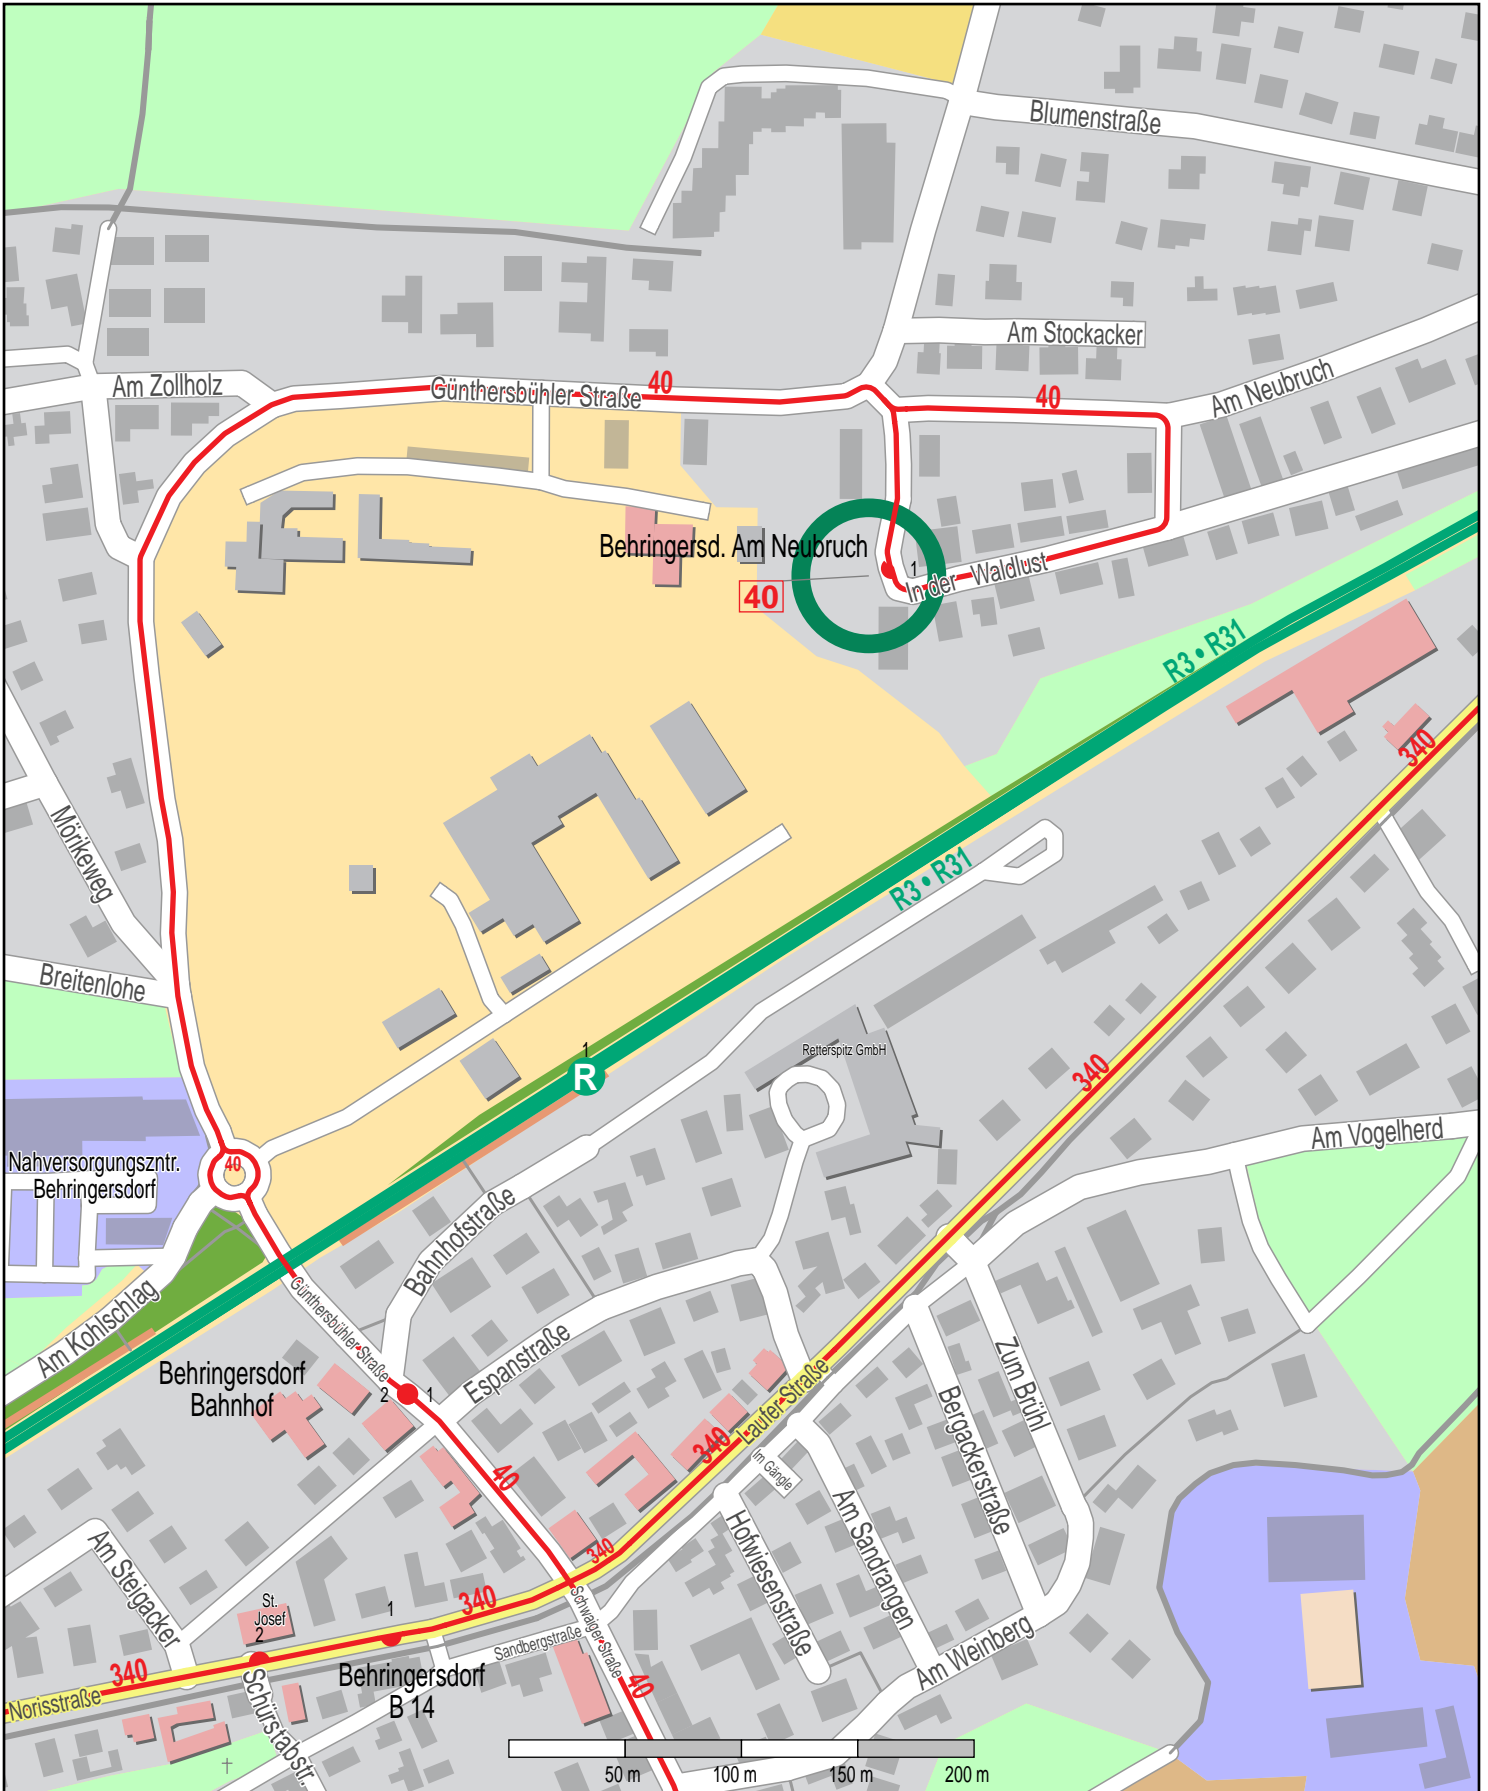 Blumenstraße
Am Stockacker
Am Neubruch
Am Zollholz
Günthersbühler Straße
40
40
Behringersd. Am Neubruch
40
1
In der Waldlust
R3 • R31
340
Mörikeweg
R3 • R31
Breitenlohe
1
R
Retterspitz GmbH
340
Am Vogelherd
Nahversorgungszntr.
Behringersdorf
40
Bahnhofstraße
Am Kohlschlag
Günthersbühler-Straße
Behringersdorf
Bahnhof
2
1
Espanstraße
Laufer Straße
340
Zum Brühl
Bergackerstraße
Im Gängle
40
Am Sandrangen
Hofwiesenstraße
340
Am Steigacker
St.
Josef
2
1
340
Schwaiger Straße
Sandbergstraße
Am Weinberg
340
Norisstraße
Schürstabstr.
Behringersdorf
B 14
40
50 m
100 m
150 m
200 m